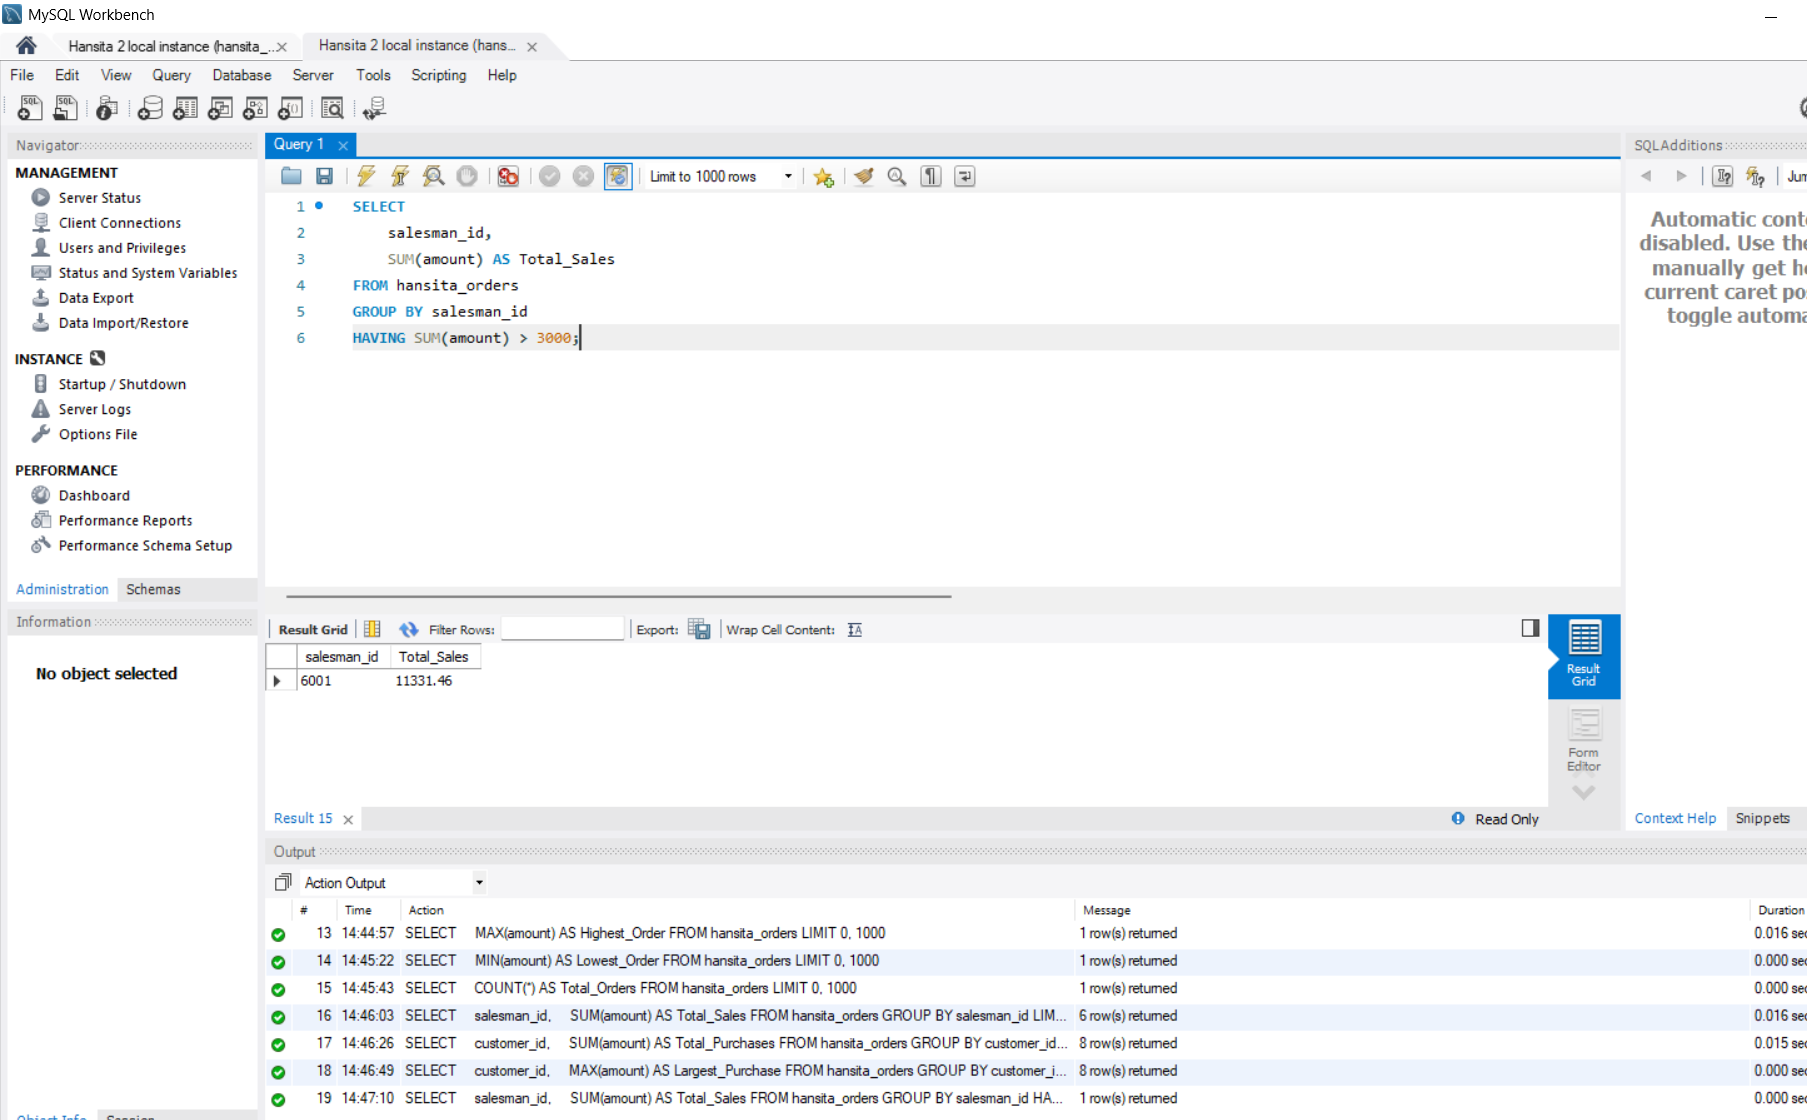 MySQL Workbench
Hansita 2 local instance (hansita_...
Hansita 2 local instance (hans...
File Edit View Query Database Server Tools Scripting Help
Navigator
MANAGEMENT
Server Status
Client Connections
Users and Privileges
Status and System Variables
Data Export
Data Import/Restore
INSTANCE
Startup / Shutdown
Server Logs
Options File
PERFORMANCE
Dashboard
Performance Reports
Performance Schema Setup
Administration Schemas
Information
No object selected
Query 1
Limit to 1000 rows
1 SELECT
2 salesman_id,
3 SUM(amount) AS Total_Sales
4 FROM hansita_orders
5 GROUP BY salesman_id
6 HAVING SUM(amount) > 3000;
Result Grid Filter Rows: Export: Wrap Cell Content:
salesman_id Total_Sales
6001 11331.46
Result Grid
Form Editor
Result 15
Read Only
SQLAdditions
Jum
Automatic conte
disabled. Use the
manually get he
current caret pos
toggle automa
Context Help Snippets
Output
Action Output
# Time Action Message Duration
13 14:44:57 SELECT MAX(amount) AS Highest_Order FROM hansita_orders LIMIT 0, 1000 1 row(s) returned 0.016 sec
14 14:45:22 SELECT MIN(amount) AS Lowest_Order FROM hansita_orders LIMIT 0, 1000 1 row(s) returned 0.000 sec
15 14:45:43 SELECT COUNT(*) AS Total_Orders FROM hansita_orders LIMIT 0, 1000 1 row(s) returned 0.000 sec
16 14:46:03 SELECT salesman_id, SUM(amount) AS Total_Sales FROM hansita_orders GROUP BY salesman_id LIM... 6 row(s) returned 0.016 sec
17 14:46:26 SELECT customer_id, SUM(amount) AS Total_Purchases FROM hansita_orders GROUP BY customer_id... 8 row(s) returned 0.015 sec
18 14:46:49 SELECT customer_id, MAX(amount) AS Largest_Purchase FROM hansita_orders GROUP BY customer_i... 8 row(s) returned 0.000 sec
19 14:47:10 SELECT salesman_id, SUM(amount) AS Total_Sales FROM hansita_orders GROUP BY salesman_id HA... 1 row(s) returned 0.000 sec
Object Info Session